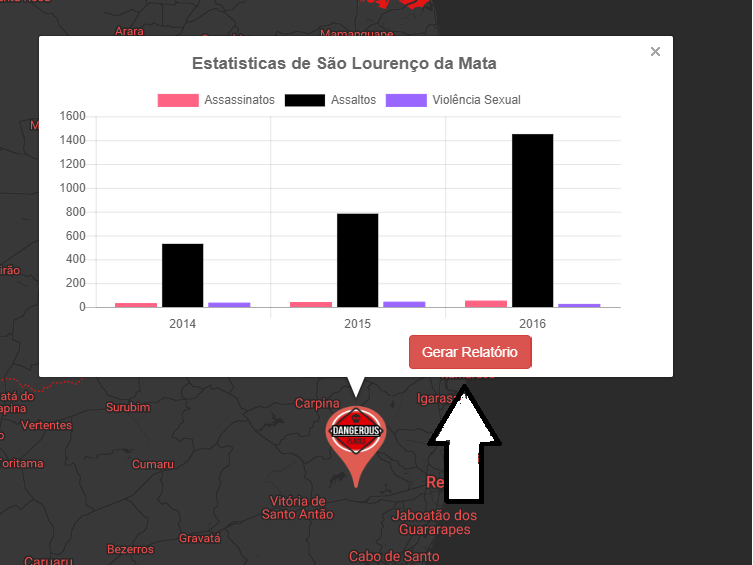 Arara
Mamanguape
×
Estatisticas de São Lourenço da Mata
Assassinatos Assaltos Violência Sexual
1600
1400
1200
1000
800
600
400
200
0
2014 2015 2016
Gerar Relatório
Surubim
Carpina
Igaras
Vertentes
DANGEROUS
Toritama
Cumaru
Re
Vitória de
Santo Antão
Jaboatão dos
Guararapes
Gravatá
Bezerros
Cabo de Santo
Caruaru